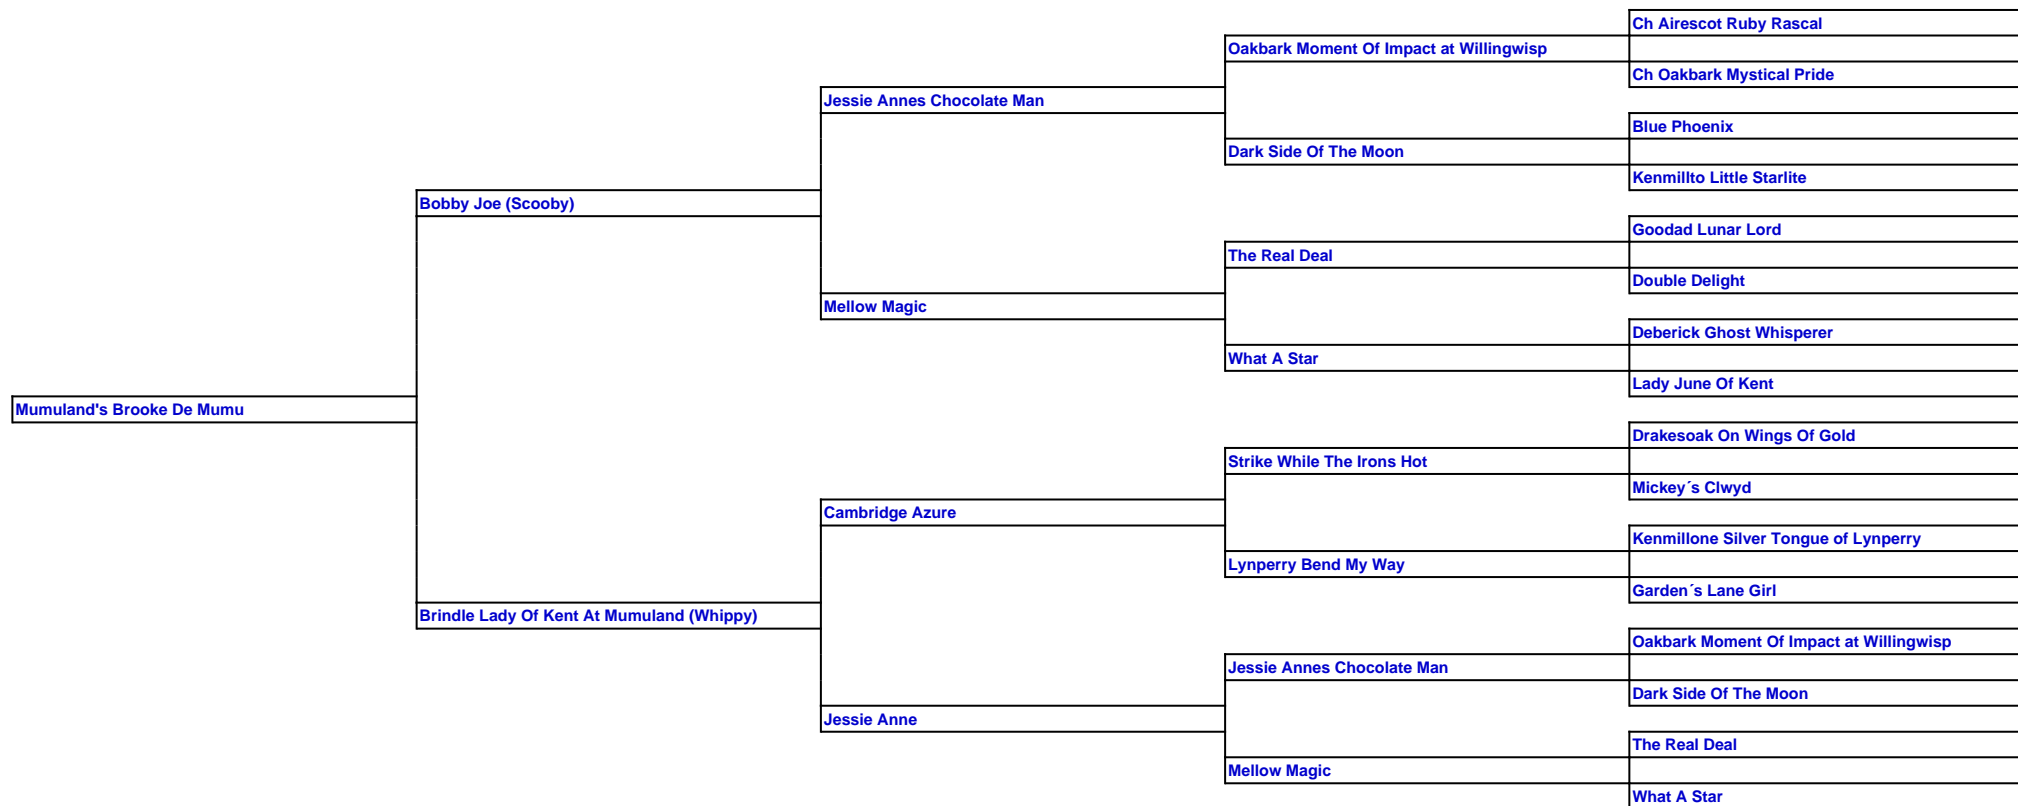 Ch Airescot Ruby Rascal
Oakbark Moment Of Impact at Willingwisp
Ch Oakbark Mystical Pride
Jessie Annes Chocolate Man
Blue Phoenix
Dark Side Of The Moon
Kenmillto Little Starlite
Bobby Joe (Scooby)
Goodad Lunar Lord
The Real Deal
Double Delight
Mellow Magic
Deberick Ghost Whisperer
What A Star
Lady June Of Kent
Mumuland's Brooke De Mumu
Drakesoak On Wings Of Gold
Strike While The Irons Hot
Mickey´s Clwyd
Cambridge Azure
Kenmillone Silver Tongue of Lynperry
Lynperry Bend My Way
Garden´s Lane Girl
Brindle Lady Of Kent At Mumuland (Whippy)
Oakbark Moment Of Impact at Willingwisp
Jessie Annes Chocolate Man
Dark Side Of The Moon
Jessie Anne
The Real Deal
Mellow Magic
What A Star